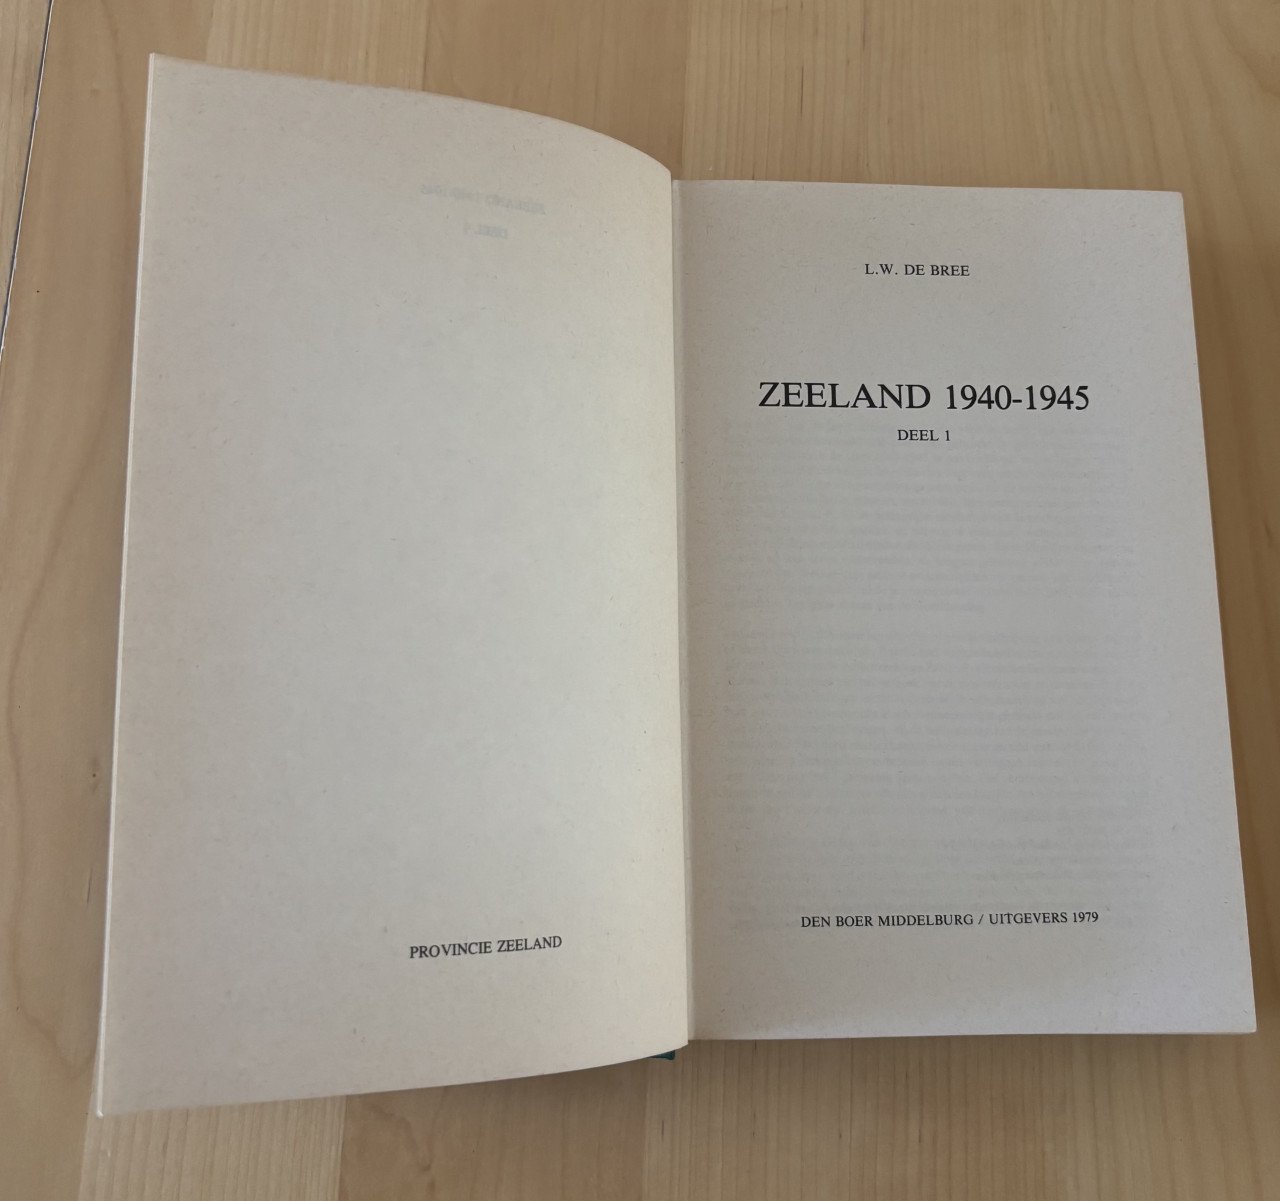 PROVINCIE ZEELAND
L.W. DE BREE
ZEELAND 1940-1945
DEEL 1
DEN BOER MIDDELBURG / UITGEVERS 1979